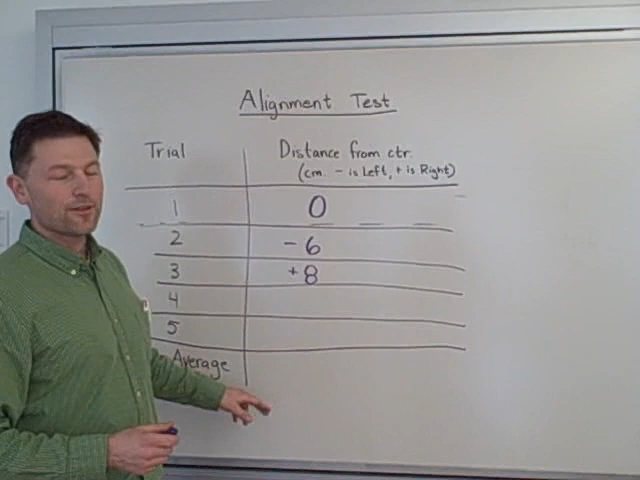 Alignment Test
Trial Distance from ctr.
(cm. - is Left, + is Right)
1 0
2 -6
3 +8
4
5
Average